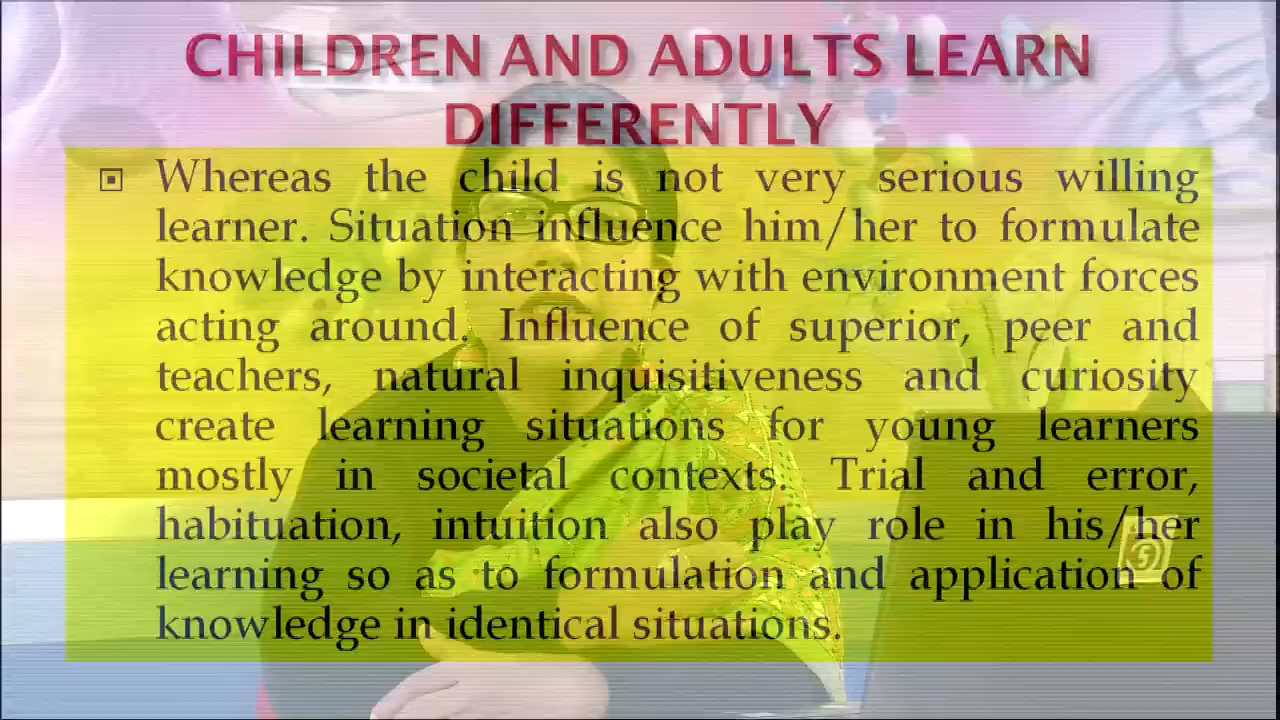 CHILDREN AND ADULTS LEARN
DIFFERENTLY
Whereas the child is not very serious willing
learner. Situation influence him/her to formulate
knowledge by interacting with environment forces
acting around. Influence of superior, peer and
teachers, natural inquisitiveness and curiosity
create learning situations for young learners
mostly in societal contexts. Trial and error,
habituation, intuition also play role in his/her
learning so as to formulation and application of
knowledge in identical situations.